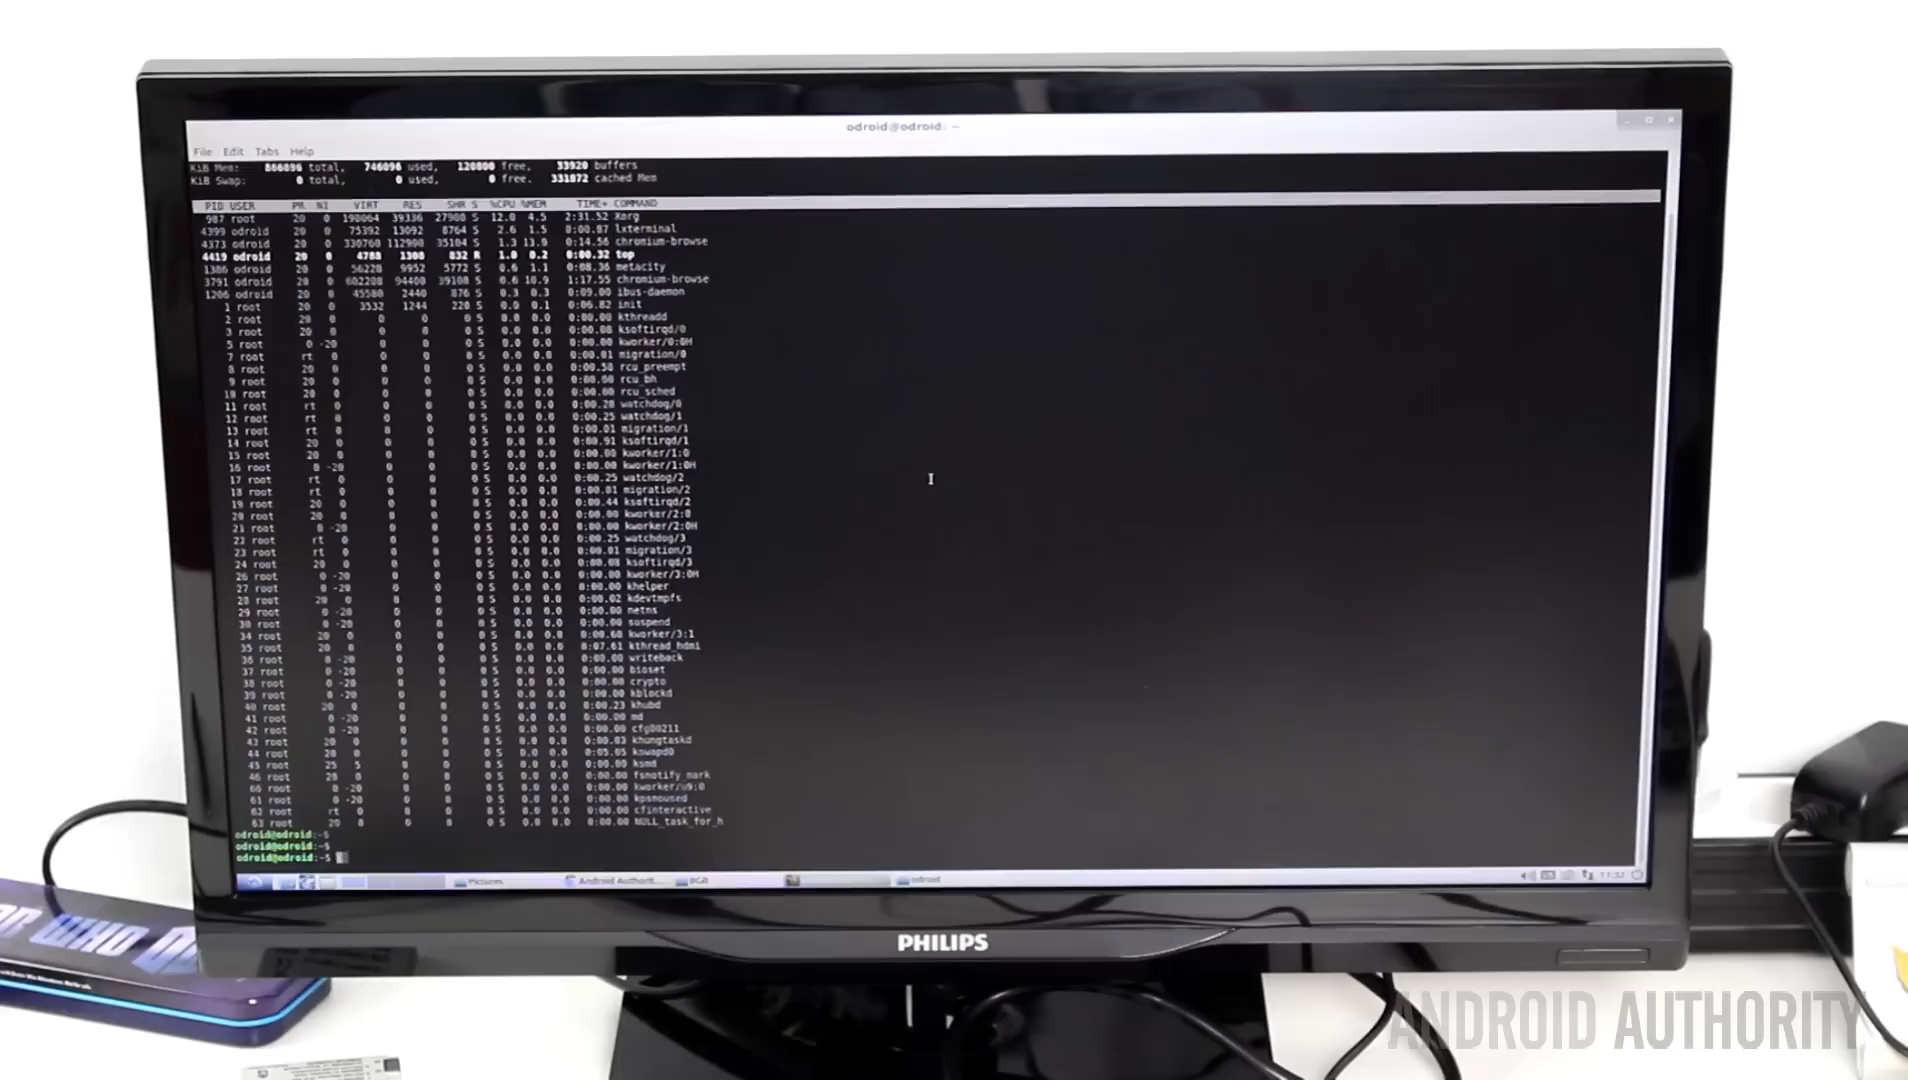 odroid@odroid: ~
File Edit Tabs Help
KiB Mem: 866896 total, 746096 used, 120800 free, 33920 buffers
KiB Swap: 0 total, 0 used, 0 free. 331872 cached Mem
PID USER PR NI VIRT RES SHR S %CPU %MEM TIME+ COMMAND
987 root 20 0 198064 39336 27908 S 12.0 4.5 2:31.52 Xorg
4399 odroid 20 0 75392 13092 8764 S 2.6 1.5 0:00.87 lxterminal
4373 odroid 20 0 330760 112900 35104 S 1.3 13.0 0:14.56 chromium-browse
4419 odroid 20 0 4788 1308 832 R 1.0 0.2 0:00.32 top
1386 odroid 20 0 56228 9952 5772 S 0.6 1.1 0:08.36 metacity
3791 odroid 20 0 602208 94400 39108 S 0.6 10.9 1:17.55 chromium-browse
1206 odroid 20 0 45580 2440 876 S 0.3 0.3 0:09.00 ibus-daemon
1 root 20 0 3532 1244 220 S 0.0 0.1 0:06.82 init
2 root 20 0 0 0 0 S 0.0 0.0 0:00.00 kthreadd
3 root 20 0 0 0 0 S 0.0 0.0 0:00.08 ksoftirqd/0
5 root 0 -20 0 0 0 S 0.0 0.0 0:00.00 kworker/0:0H
7 root rt 0 0 0 0 S 0.0 0.0 0:00.01 migration/0
8 root 20 0 0 0 0 S 0.0 0.0 0:00.58 rcu_preempt
9 root 20 0 0 0 0 S 0.0 0.0 0:00.00 rcu_bh
10 root 20 0 0 0 0 S 0.0 0.0 0:00.00 rcu_sched
11 root rt 0 0 0 0 S 0.0 0.0 0:00.28 watchdog/0
12 root rt 0 0 0 0 S 0.0 0.0 0:00.25 watchdog/1
13 root rt 0 0 0 0 S 0.0 0.0 0:00.01 migration/1
14 root 20 0 0 0 0 S 0.0 0.0 0:00.91 ksoftirqd/1
15 root 20 0 0 0 0 S 0.0 0.0 0:00.00 kworker/1:0
16 root 0 -20 0 0 0 S 0.0 0.0 0:00.00 kworker/1:0H
17 root rt 0 0 0 0 S 0.0 0.0 0:00.25 watchdog/2
18 root rt 0 0 0 0 S 0.0 0.0 0:00.01 migration/2
19 root 20 0 0 0 0 S 0.0 0.0 0:00.44 ksoftirqd/2
20 root 20 0 0 0 0 S 0.0 0.0 0:00.00 kworker/2:0
21 root 0 -20 0 0 0 S 0.0 0.0 0:00.00 kworker/2:0H
22 root rt 0 0 0 0 S 0.0 0.0 0:00.25 watchdog/3
23 root rt 0 0 0 0 S 0.0 0.0 0:00.01 migration/3
24 root 20 0 0 0 0 S 0.0 0.0 0:00.08 ksoftirqd/3
26 root 0 -20 0 0 0 S 0.0 0.0 0:00.00 kworker/3:0H
27 root 0 -20 0 0 0 S 0.0 0.0 0:00.00 khelper
28 root 20 0 0 0 0 S 0.0 0.0 0:00.02 kdevtmpfs
29 root 0 -20 0 0 0 S 0.0 0.0 0:00.00 netns
30 root 0 -20 0 0 0 S 0.0 0.0 0:00.00 suspend
34 root 20 0 0 0 0 S 0.0 0.0 0:00.60 kworker/3:1
35 root 20 0 0 0 0 S 0.0 0.0 0:07.61 kthread_hdmi
36 root 0 -20 0 0 0 S 0.0 0.0 0:00.00 writeback
37 root 0 -20 0 0 0 S 0.0 0.0 0:00.00 bioset
38 root 0 -20 0 0 0 S 0.0 0.0 0:00.00 crypto
39 root 0 -20 0 0 0 S 0.0 0.0 0:00.00 kblockd
40 root 20 0 0 0 0 S 0.0 0.0 0:00.23 khubd
41 root 0 -20 0 0 0 S 0.0 0.0 0:00.00 md
42 root 0 -20 0 0 0 S 0.0 0.0 0:00.00 cfg80211
43 root 20 0 0 0 0 S 0.0 0.0 0:00.03 khungtaskd
44 root 20 0 0 0 0 S 0.0 0.0 0:05.05 kswapd0
45 root 25 5 0 0 0 S 0.0 0.0 0:00.00 ksmd
46 root 20 0 0 0 0 S 0.0 0.0 0:00.00 fsnotify_mark
60 root 0 -20 0 0 0 S 0.0 0.0 0:00.00 kworker/u9:0
61 root 0 -20 0 0 0 S 0.0 0.0 0:00.00 kpsmoused
62 root rt 0 0 0 0 S 0.0 0.0 0:00.00 cfinteractive
63 root 20 0 0 0 0 S 0.0 0.0 0:00.00 NULL_task_for_h
odroid@odroid:~$
odroid@odroid:~$
odroid@odroid:~$
Pictures Android Authorit... odroid 11:32
PHILIPS
WHO
ANDROID AUTHORITY